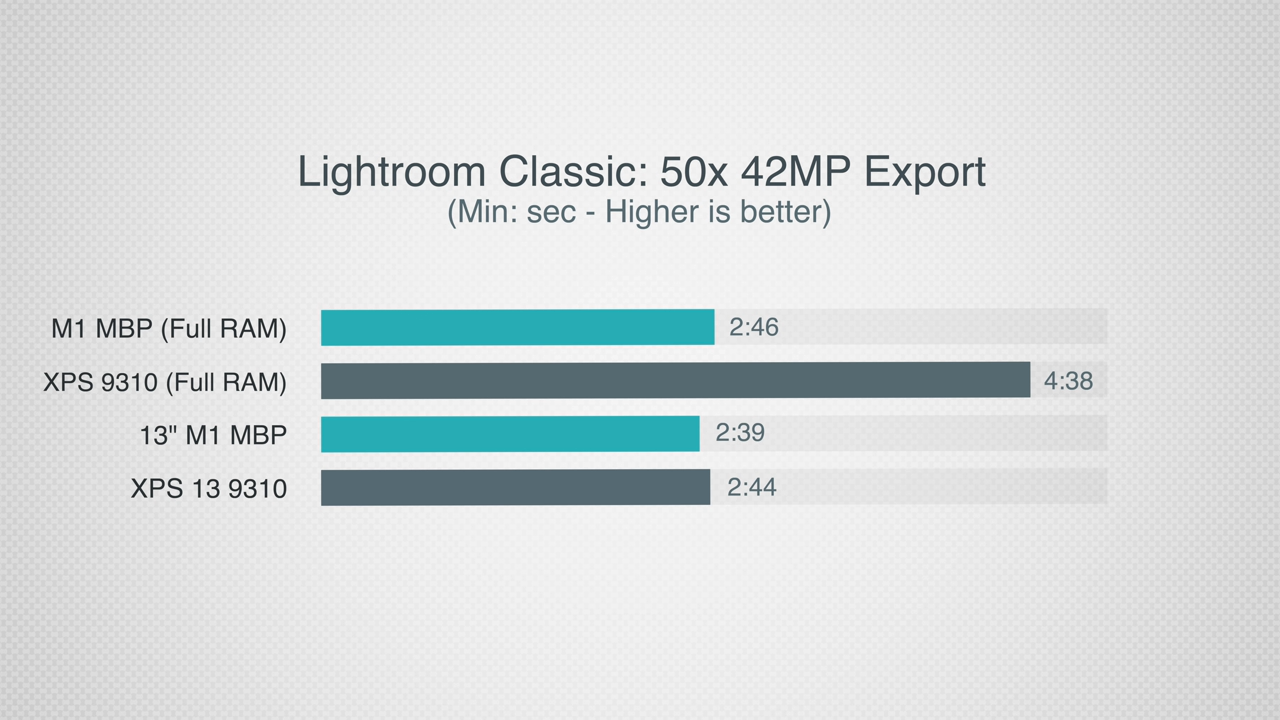 Lightroom Classic: 50x 42MP Export
(Min: sec - Higher is better)
M1 MBP (Full RAM) 2:46
XPS 9310 (Full RAM) 4:38
13" M1 MBP 2:39
XPS 13 9310 2:44